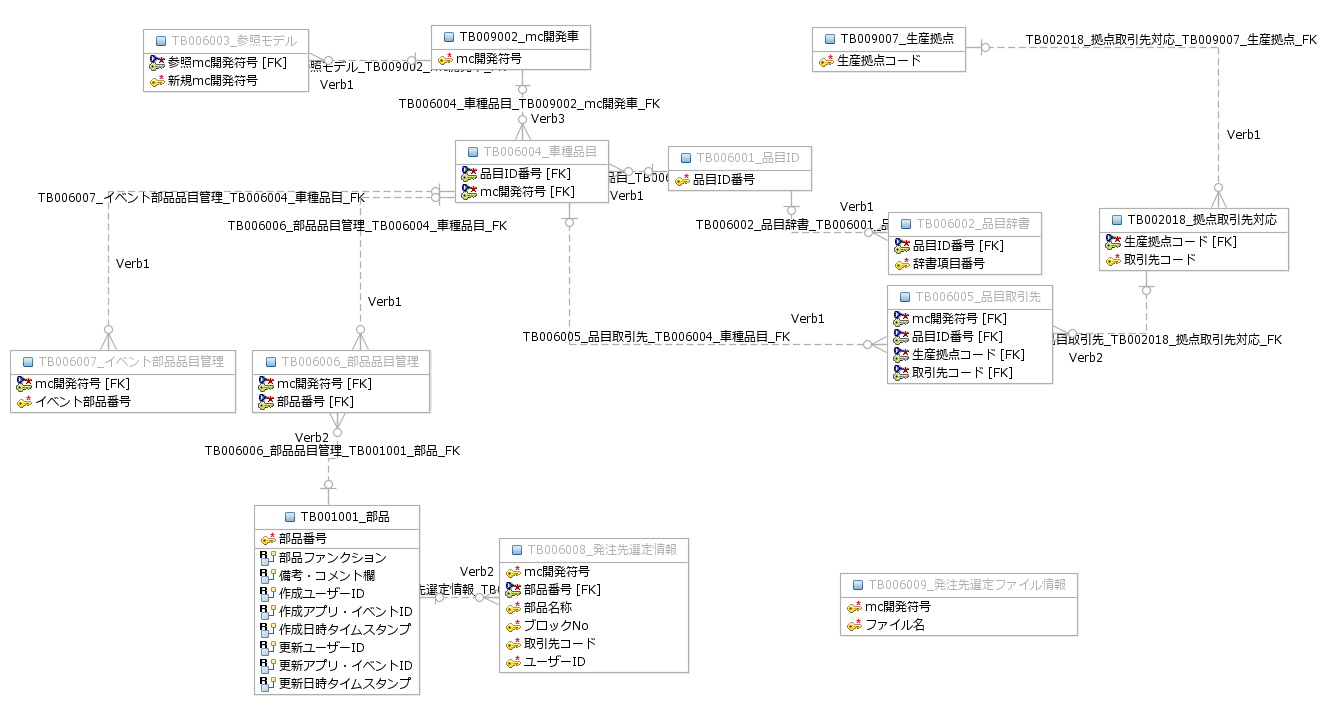 TB006003_参照モデル
参照mc開発符号 [FK]
新規mc開発符号
TB009002_mc開発車
mc開発符号
Verb1
TB009007_生産拠点
生産拠点コード
TB002018_拠点取引先対応_TB009007_生産拠点_FK
Verb1
TB006004_車種品目_TB009002_mc開発車_FK
Verb3
TB006004_車種品目
品目ID番号 [FK]
mc開発符号 [FK]
Verb1
TB006001_品目ID
品目ID番号
TB006007_イベント部品品目管理_TB006004_車種品目_FK
Verb1
TB006006_部品品目管理_TB006004_車種品目_FK
Verb1
TB006002_品目辞書_TB006001_品
Verb1
TB006002_品目辞書
品目ID番号 [FK]
辞書項目番号
TB002018_拠点取引先対応
生産拠点コード [FK]
取引先コード
TB006005_品目取引先_TB006004_車種品目_FK
Verb1
TB006005_品目取引先
mc開発符号 [FK]
品目ID番号 [FK]
生産拠点コード [FK]
取引先コード [FK]
目取引先_TB002018_拠点取引先対応_FK
Verb2
TB006007_イベント部品品目管理
mc開発符号 [FK]
イベント部品番号
TB006006_部品品目管理
mc開発符号 [FK]
部品番号 [FK]
Verb2
TB006006_部品品目管理_TB001001_部品_FK
TB001001_部品
部品番号
部品ファンクション
備考・コメント欄
作成ユーザーID
作成アプリ・イベントID
作成日時タイムスタンプ
更新ユーザーID
更新アプリ・イベントID
更新日時タイムスタンプ
Verb2
先選定情報_TB0
TB006008_発注先選定情報
mc開発符号
部品番号 [FK]
部品名称
ブロックNo
取引先コード
ユーザーID
TB006009_発注先選定ファイル情報
mc開発符号
ファイル名